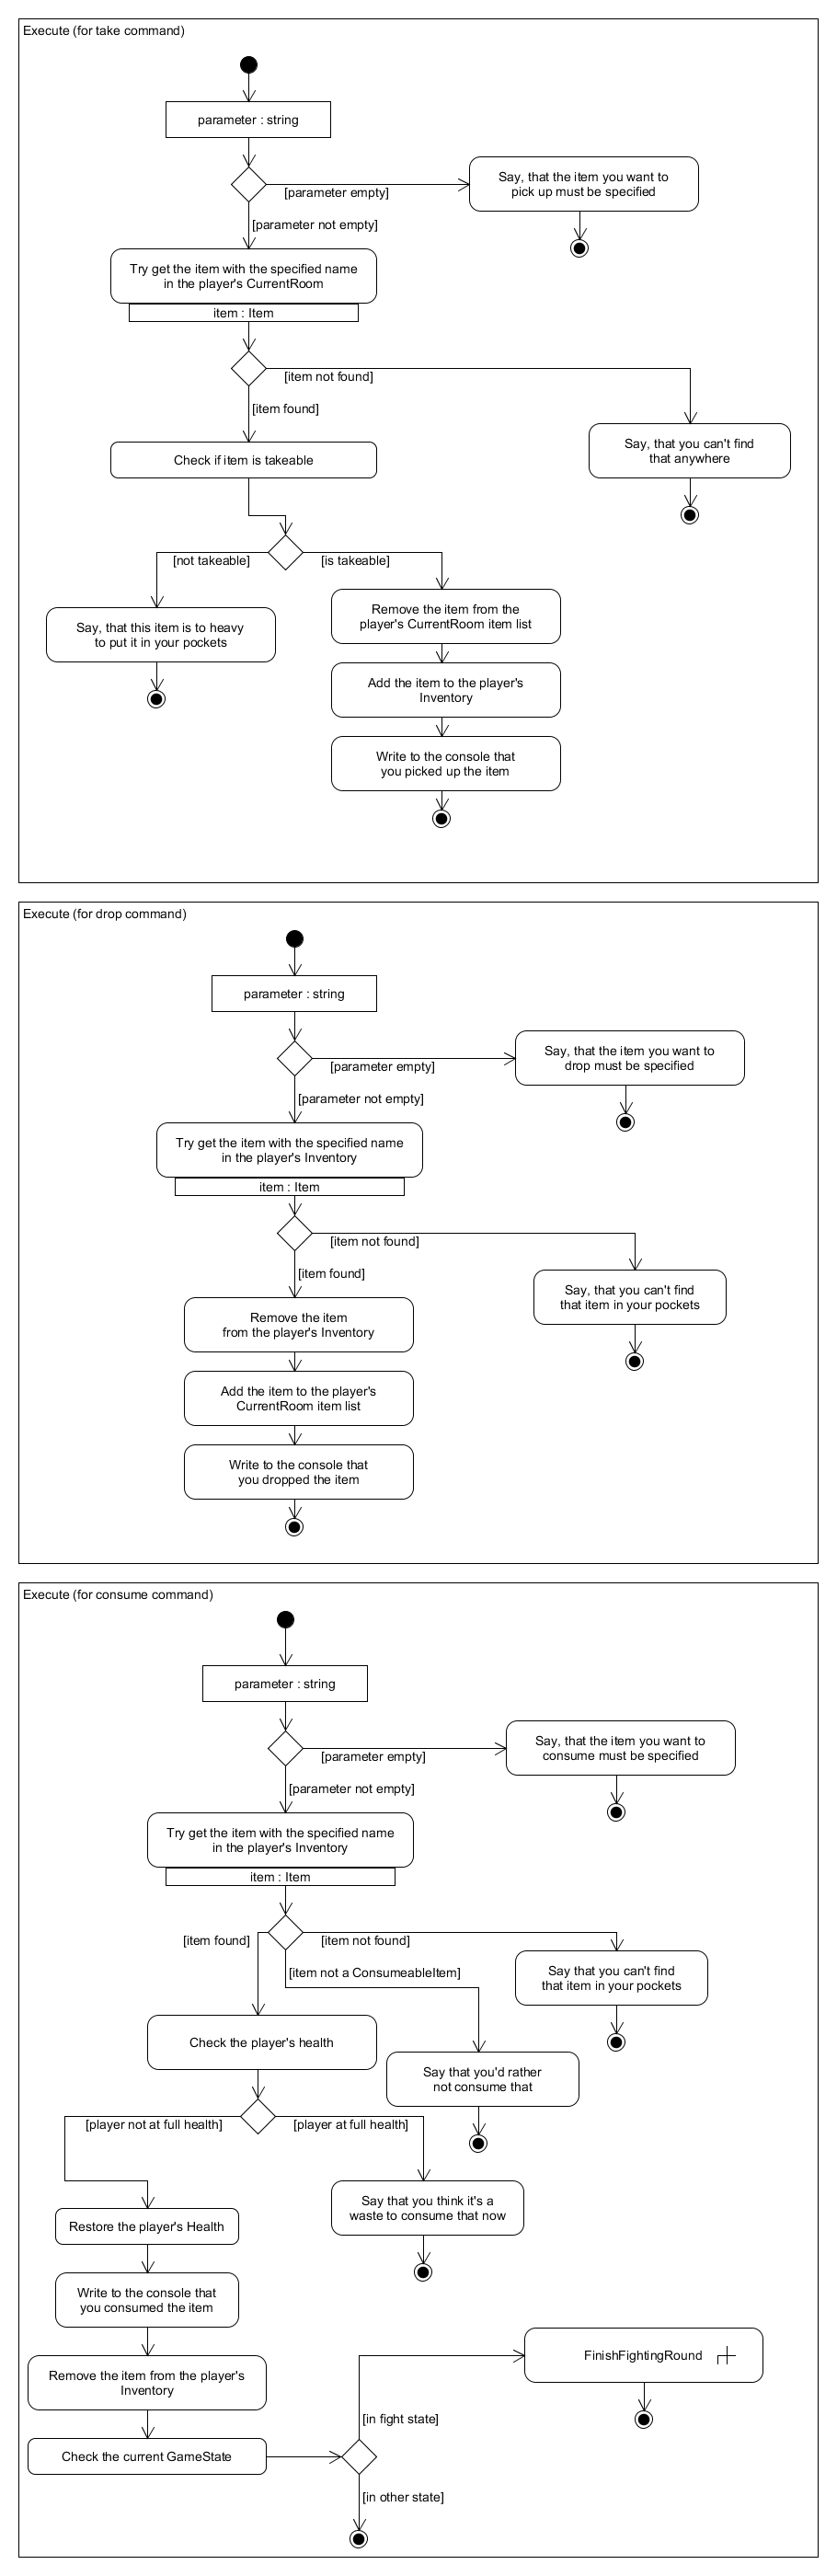 Execute (for take command)
parameter : string
[parameter empty]
Say, that the item you want to
pick up must be specified
[parameter not empty]
Try get the item with the specified name
in the player's CurrentRoom
item : Item
[item not found]
[item found]
Say, that you can't find
that anywhere
Check if item is takeable
[not takeable]
[is takeable]
Say, that this item is to heavy
to put it in your pockets
Remove the item from the
player's CurrentRoom item list
Add the item to the player's
Inventory
Write to the console that
you picked up the item
Execute (for drop command)
parameter : string
[parameter empty]
Say, that the item you want to
drop must be specified
[parameter not empty]
Try get the item with the specified name
in the player's Inventory
item : Item
[item not found]
[item found]
Say, that you can't find
that item in your pockets
Remove the item
from the player's Inventory
Add the item to the player's
CurrentRoom item list
Write to the console that
you dropped the item
Execute (for consume command)
parameter : string
[parameter empty]
Say, that the item you want to
consume must be specified
[parameter not empty]
Try get the item with the specified name
in the player's Inventory
item : Item
[item found]
[item not found]
[item not a ConsumeableItem]
Say that you can't find
that item in your pockets
Check the player's health
Say that you'd rather
not consume that
[player not at full health]
[player at full health]
Say that you think it's a
waste to consume that now
Restore the player's Health
Write to the console that
you consumed the item
Remove the item from the player's
Inventory
FinishFightingRound
[in fight state]
Check the current GameState
[in other state]